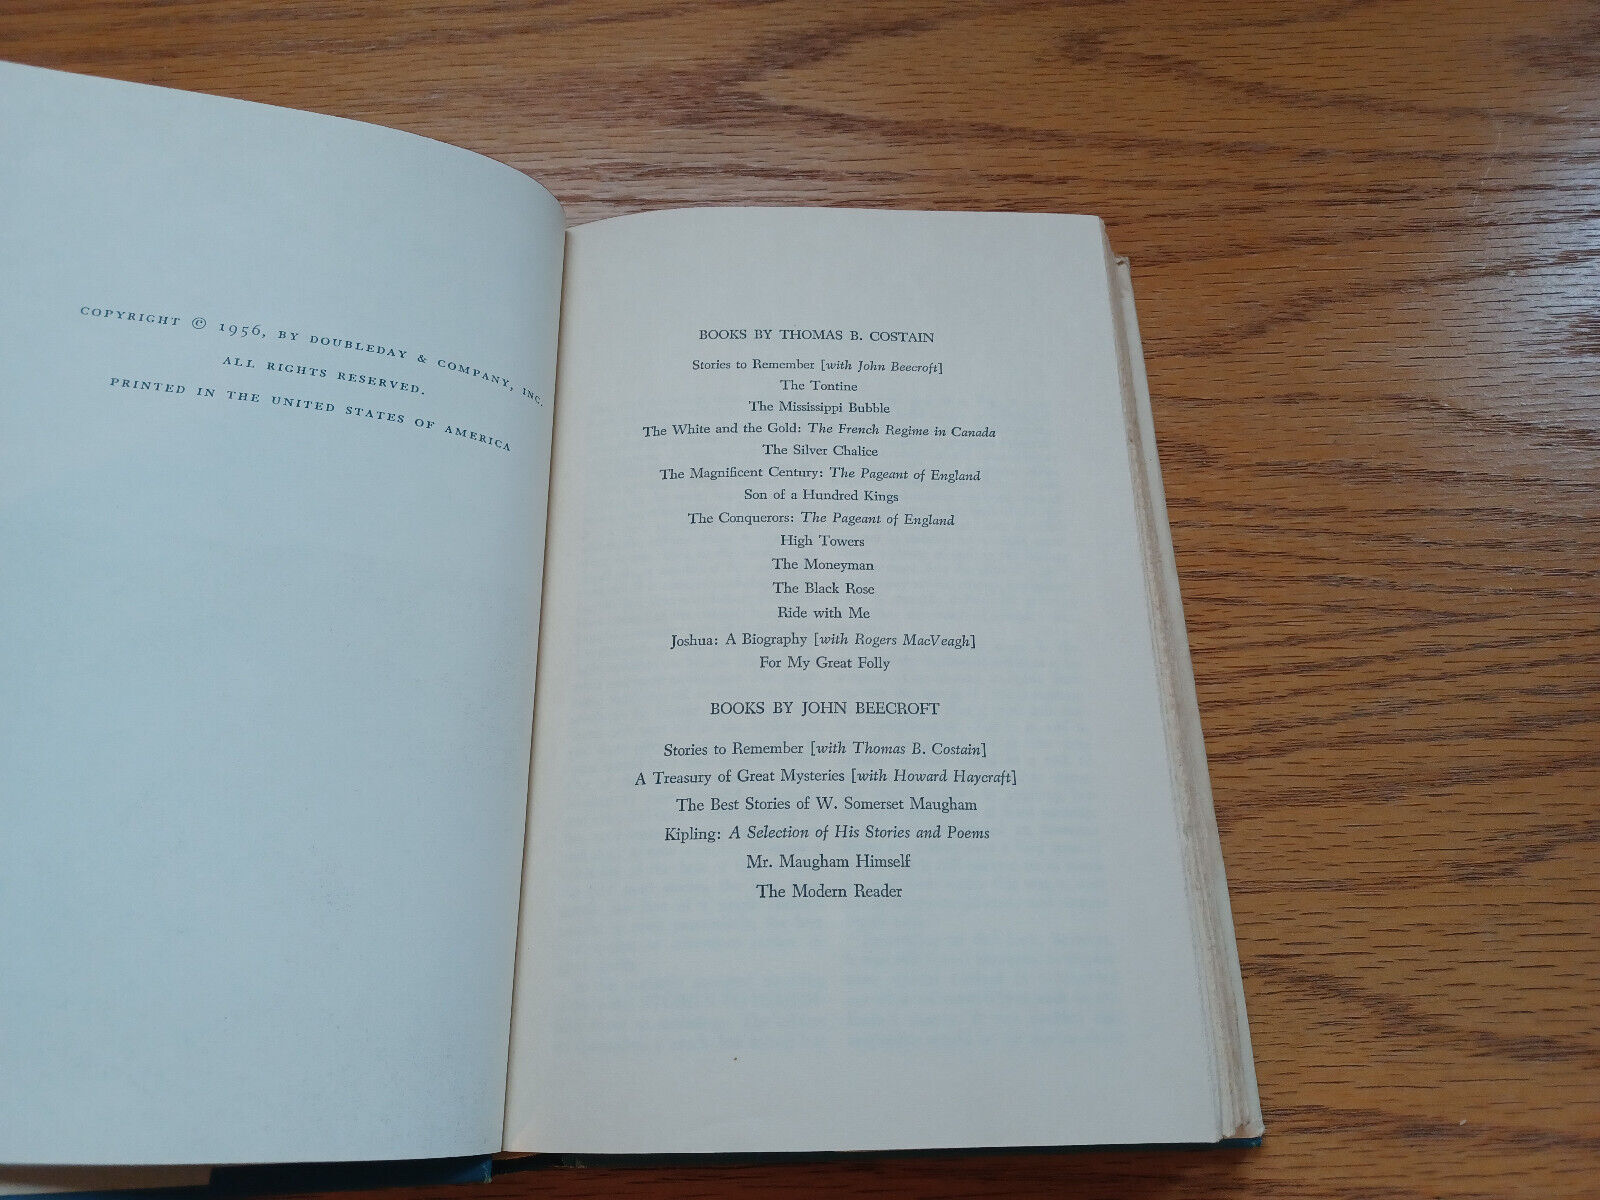 COPYRIGHT © 1956, BY DOUBLEDAY & COMPANY, INC.
ALL RIGHTS RESERVED.
PRINTED IN THE UNITED STATES OF AMERICA
BOOKS BY THOMAS B. COSTAIN
Stories to Remember [with John Beecroft]
The Tontine
The Mississippi Bubble
The White and the Gold: The French Regime in Canada
The Silver Chalice
The Magnificent Century: The Pageant of England
Son of a Hundred Kings
The Conquerors: The Pageant of England
High Towers
The Moneyman
The Black Rose
Ride with Me
Joshua: A Biography [with Rogers MacVeagh]
For My Great Folly
BOOKS BY JOHN BEECROFT
Stories to Remember [with Thomas B. Costain]
A Treasury of Great Mysteries [with Howard Haycraft]
The Best Stories of W. Somerset Maugham
Kipling: A Selection of His Stories and Poems
Mr. Maugham Himself
The Modern Reader